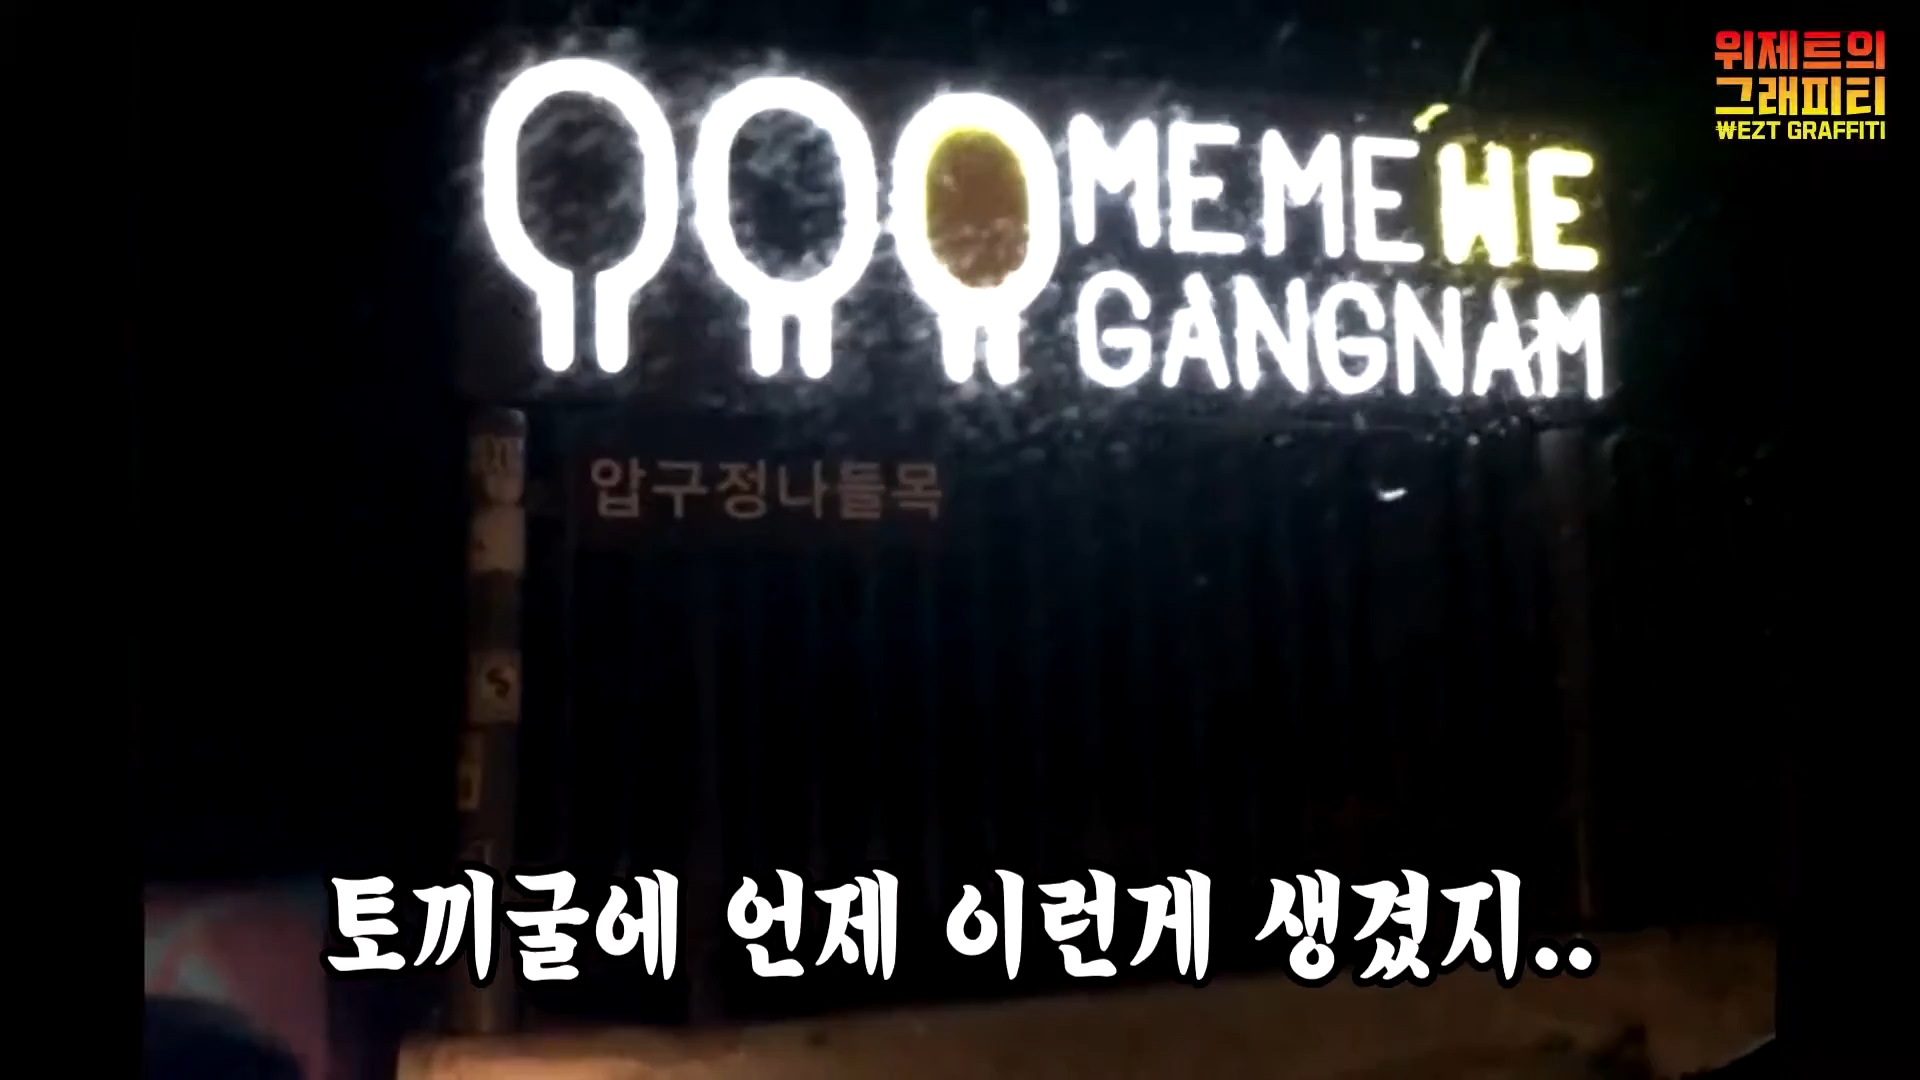 위제트의
그래피티
WEZT GRAFFITI
ME ME WE
GANGNAM
압구정나들목
토끼굴에 언제 이런게 생겼지..